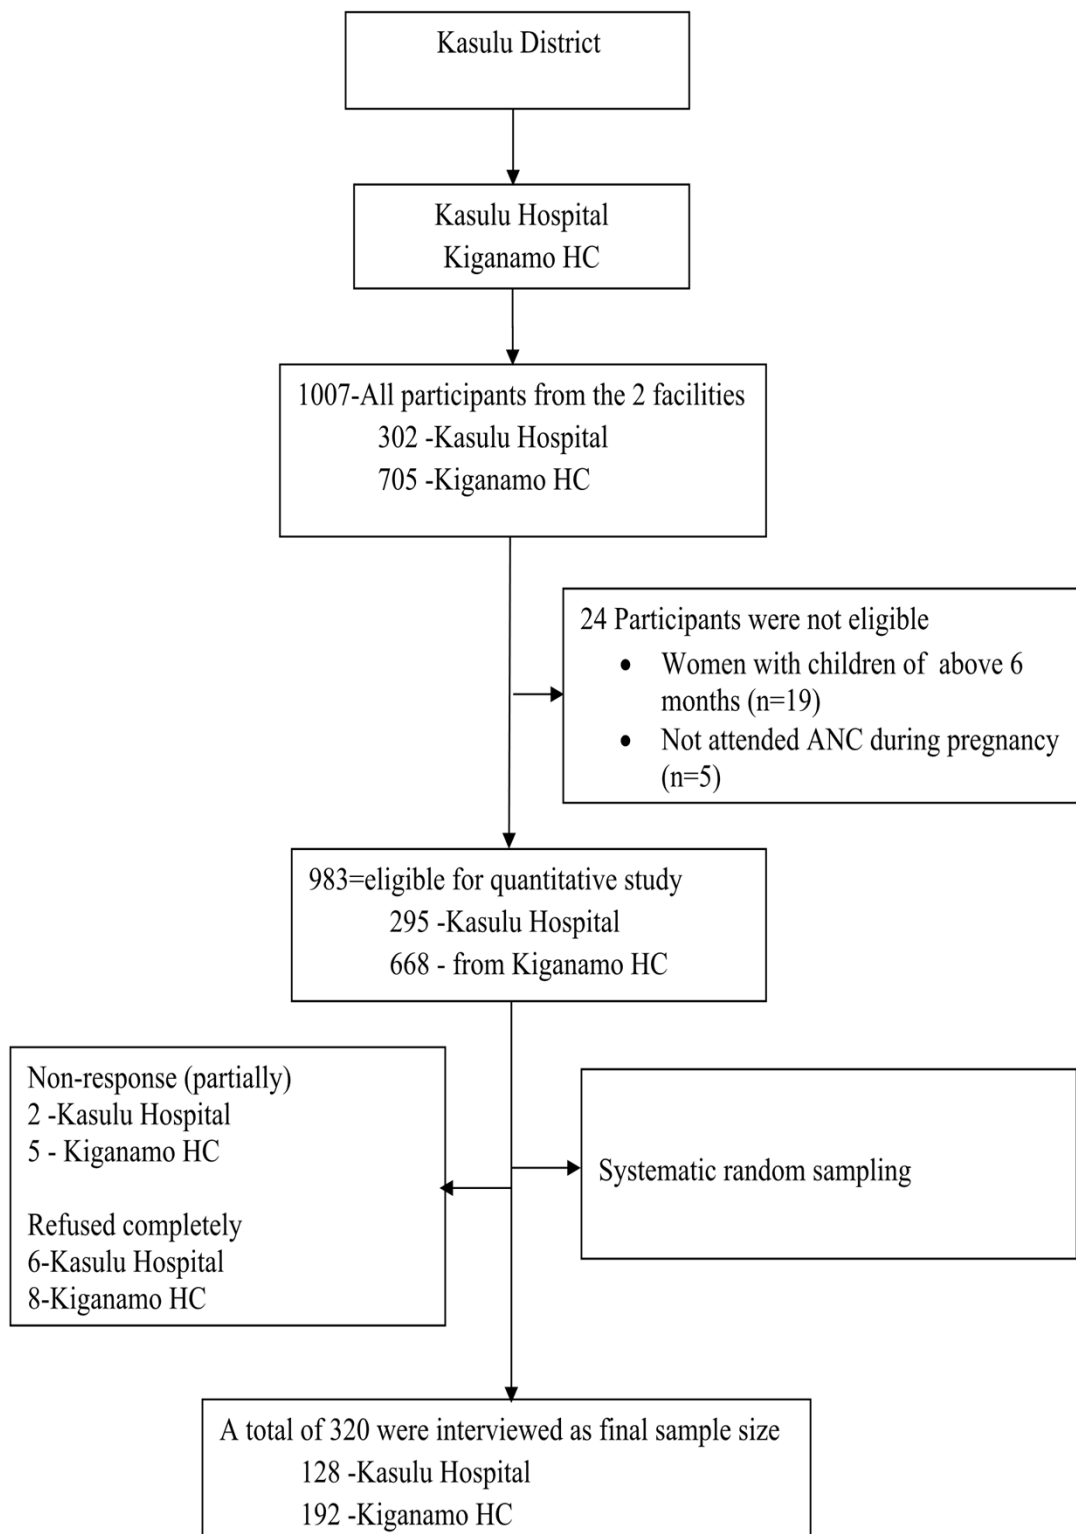 Kasulu District
Kasulu Hospital
Kiganamo HC
1007-All participants from the 2 facilities
302 -Kasulu Hospital
705 -Kiganamo HC
24 Participants were not eligible
• Women with children of above 6
months (n=19)
• Not attended ANC during pregnancy
(n=5)
983=eligible for quantitative study
295 -Kasulu Hospital
668 - from Kiganamo HC
Non-response (partially)
2 -Kasulu Hospital
5 - Kiganamo HC
Refused completely
6-Kasulu Hospital
8-Kiganamo HC
Systematic random sampling
A total of 320 were interviewed as final sample size
128 -Kasulu Hospital
192 -Kiganamo HC